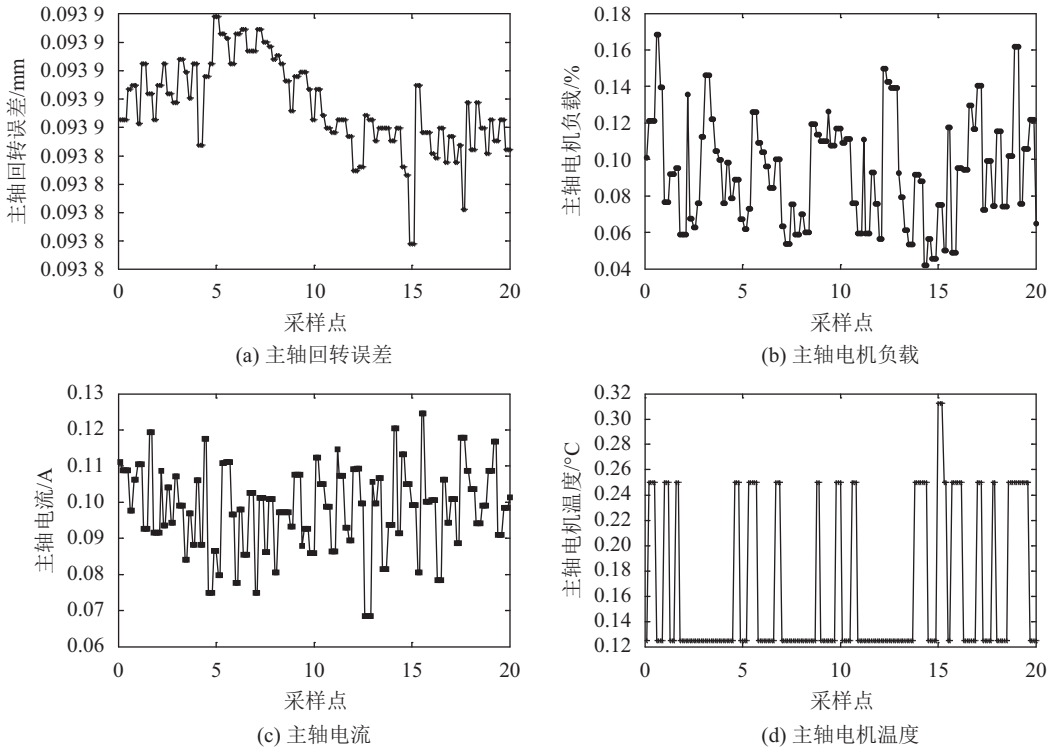 0.093 9
0.093 9
0.093 9
0.093 9
0.093 9
0.093 8
0.093 8
0.093 8
0.093 8
0.093 8
主轴回转误差/mm
0 5 10 15 20
采样点
(a) 主轴回转误差
0.18
0.16
0.14
0.12
0.10
0.08
0.06
0.04
主轴电机负载/%
0 5 10 15 20
采样点
(b) 主轴电机负载
0.13
0.12
0.11
0.10
0.09
0.08
0.07
0.06
主轴电流/A
0 5 10 15 20
采样点
(c) 主轴电流
0.32
0.30
0.28
0.26
0.24
0.22
0.20
0.18
0.16
0.14
0.12
主轴电机温度/°C
0 5 10 15 20
采样点
(d) 主轴电机温度